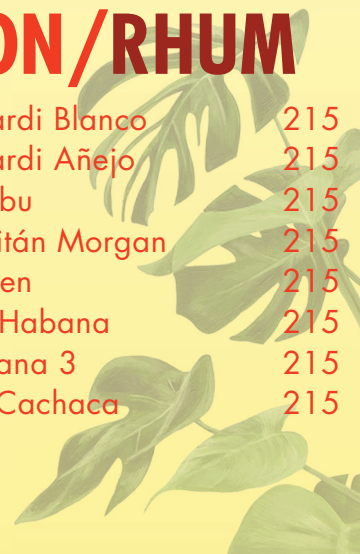 ON/RHUM
ardi Blanco 215
ardi Añejo 215
bu 215
itán Morgan 215
en 215
Habana 215
ana 3 215
Cachaca 215